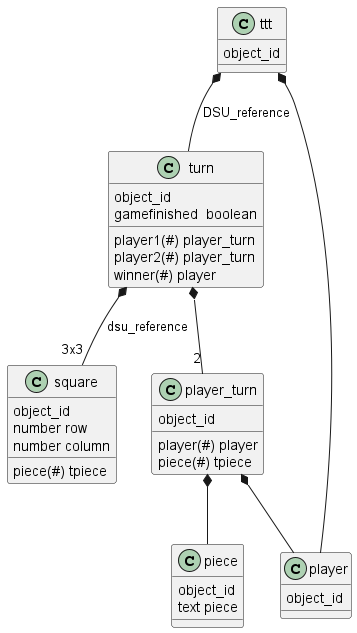 C ttt
object_id
DSU_reference
C turn
object_id
gamefinished boolean
player1(#) player_turn
player2(#) player_turn
winner(#) player
dsu_reference
3x3
2
C square
object_id
number row
number column
piece(#) tpiece
C player_turn
object_id
player(#) player
piece(#) tpiece
C piece
object_id
text piece
C player
object_id